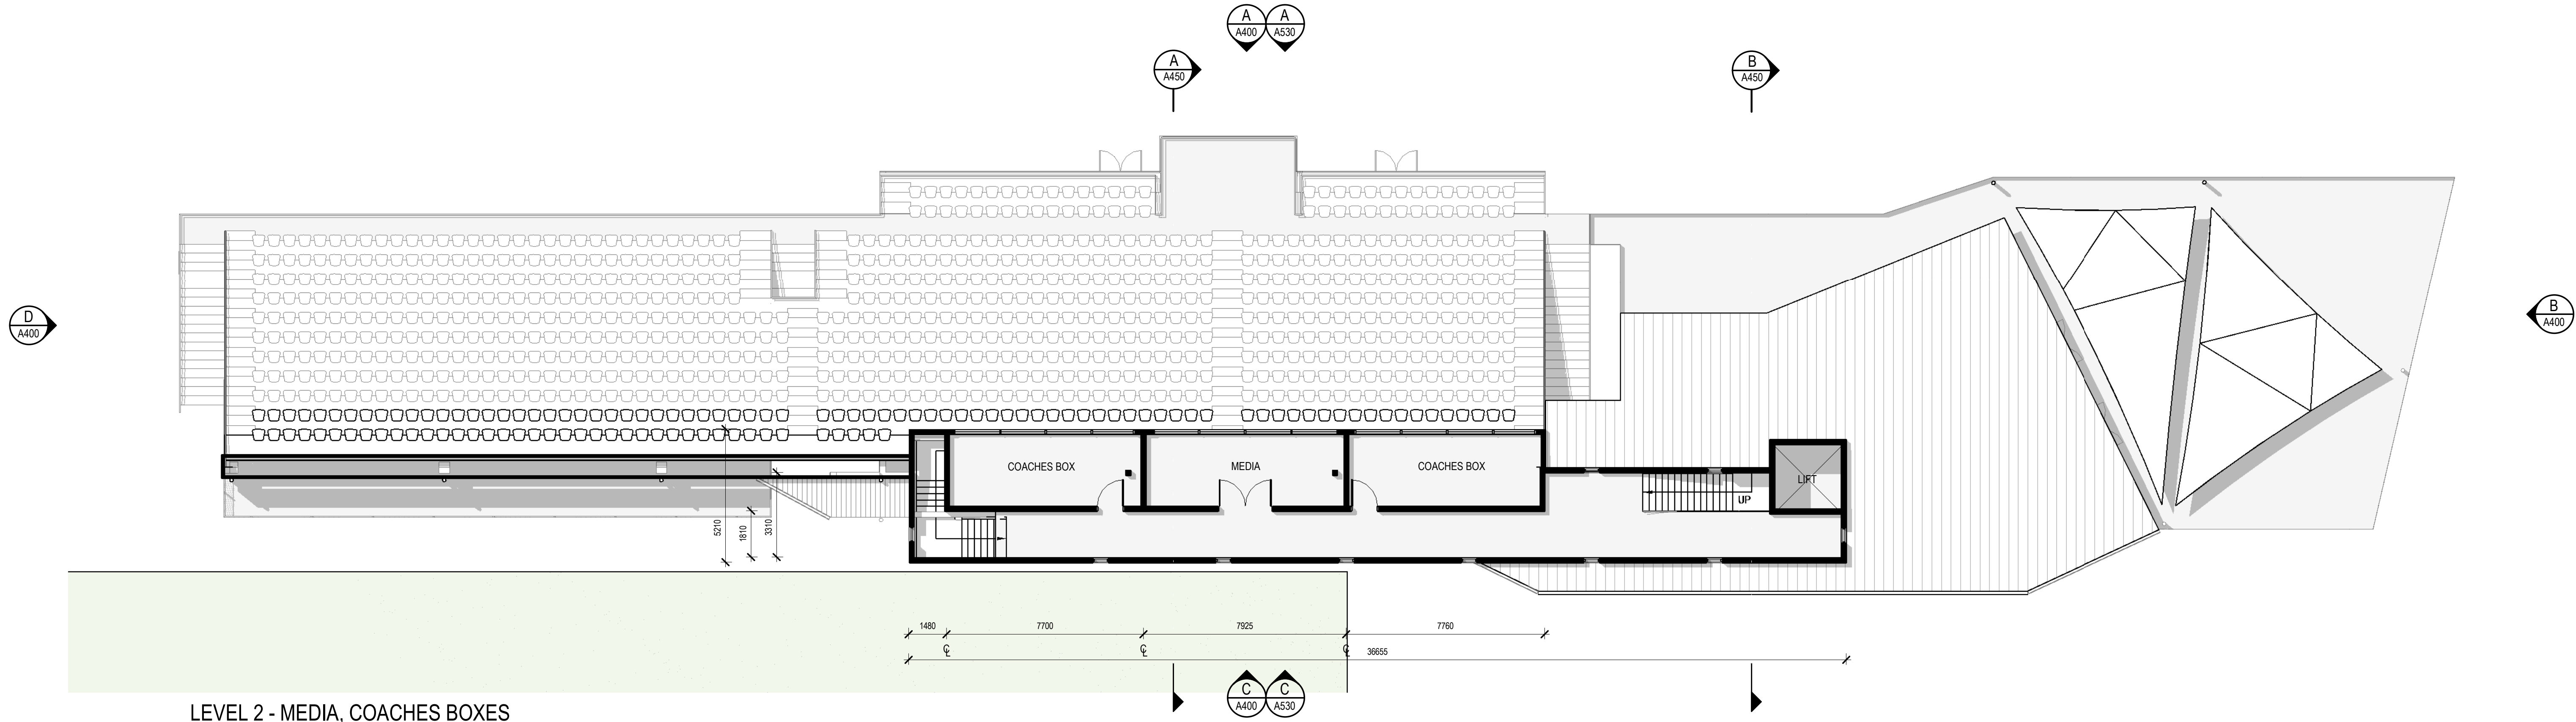 A A
A400 A530
A
A450
B
A450
D
A400
B
A400
COACHES BOX
MEDIA
COACHES BOX
LIFT
UP
5210
1810
3310
1480
7700
7925
7760
℄
℄
℄
36655
C C
A400 A530
LEVEL 2 - MEDIA, COACHES BOXES